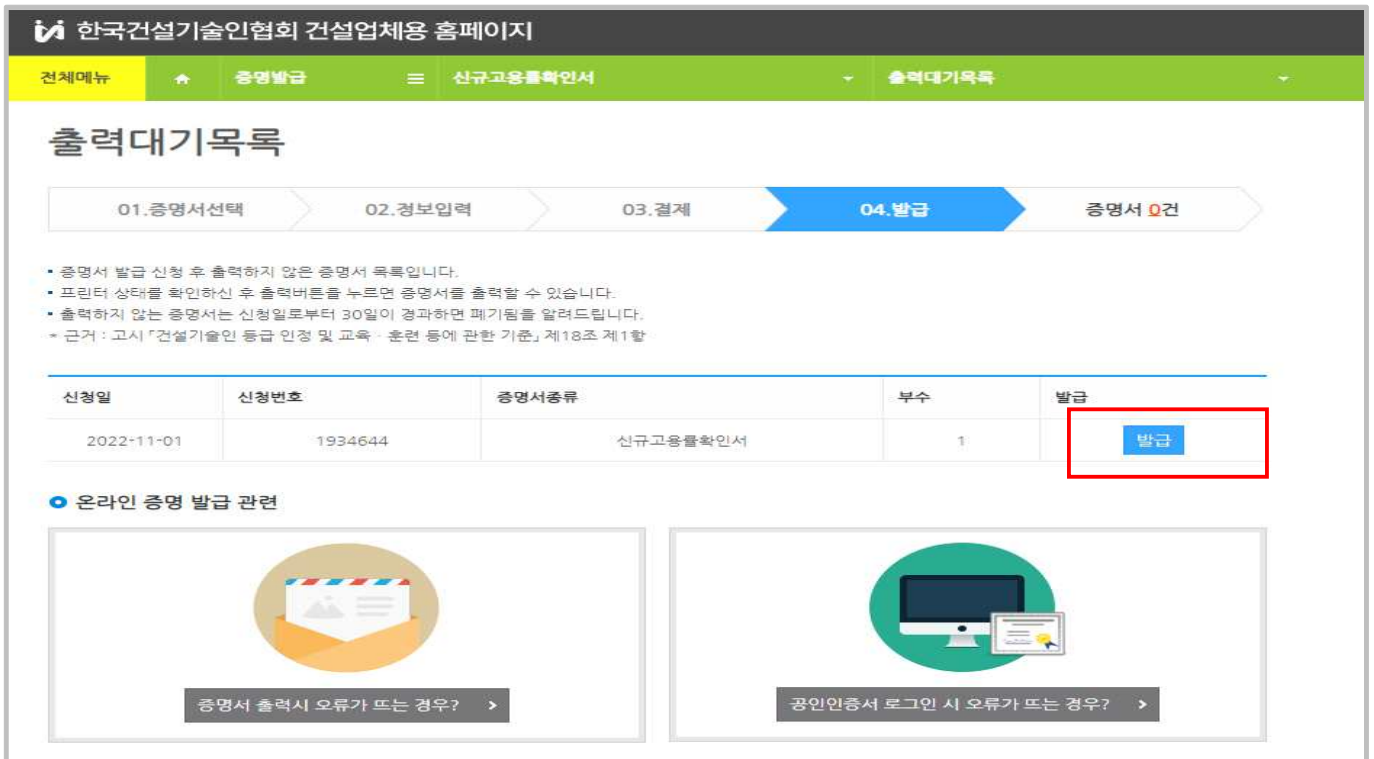 한국건설기술인협회 건설업체용 홈페이지
전체메뉴 증명발급 신규고용률확인서 출력대기목록
출력대기목록
01.증명서선택 02.정보입력 03.결제 04.발급 증명서 0건
증명서 발급 신청 후 출력하지 않은 증명서 목록입니다.
프린터 상태를 확인하신 후 출력버튼을 누르면 증명서를 출력할 수 있습니다.
출력하지 않는 증명서는 신청일로부터 30일이 경과하면 폐기됨을 알려드립니다.
* 근거 : 고시 「건설기술인 등급 인정 및 교육 · 훈련 등에 관한 기준」 제18조 제1항
신청일 신청번호 증명서종류 부수 발급
2022-11-01 1934644 신규고용률확인서 1 발급
온라인 증명 발급 관련
증명서 출력시 오류가 뜨는 경우? >
공인인증서 로그인 시 오류가 뜨는 경우? >